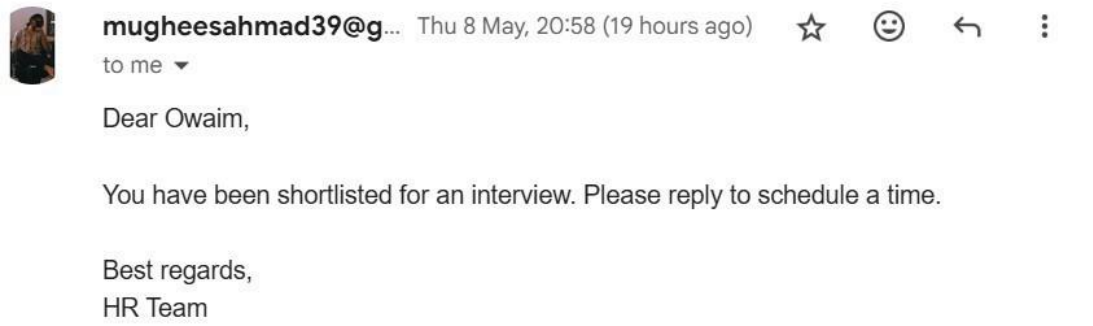 mugheesahmad39@g... Thu 8 May, 20:58 (19 hours ago)
to me
Dear Owaim,
You have been shortlisted for an interview. Please reply to schedule a time.
Best regards,
HR Team